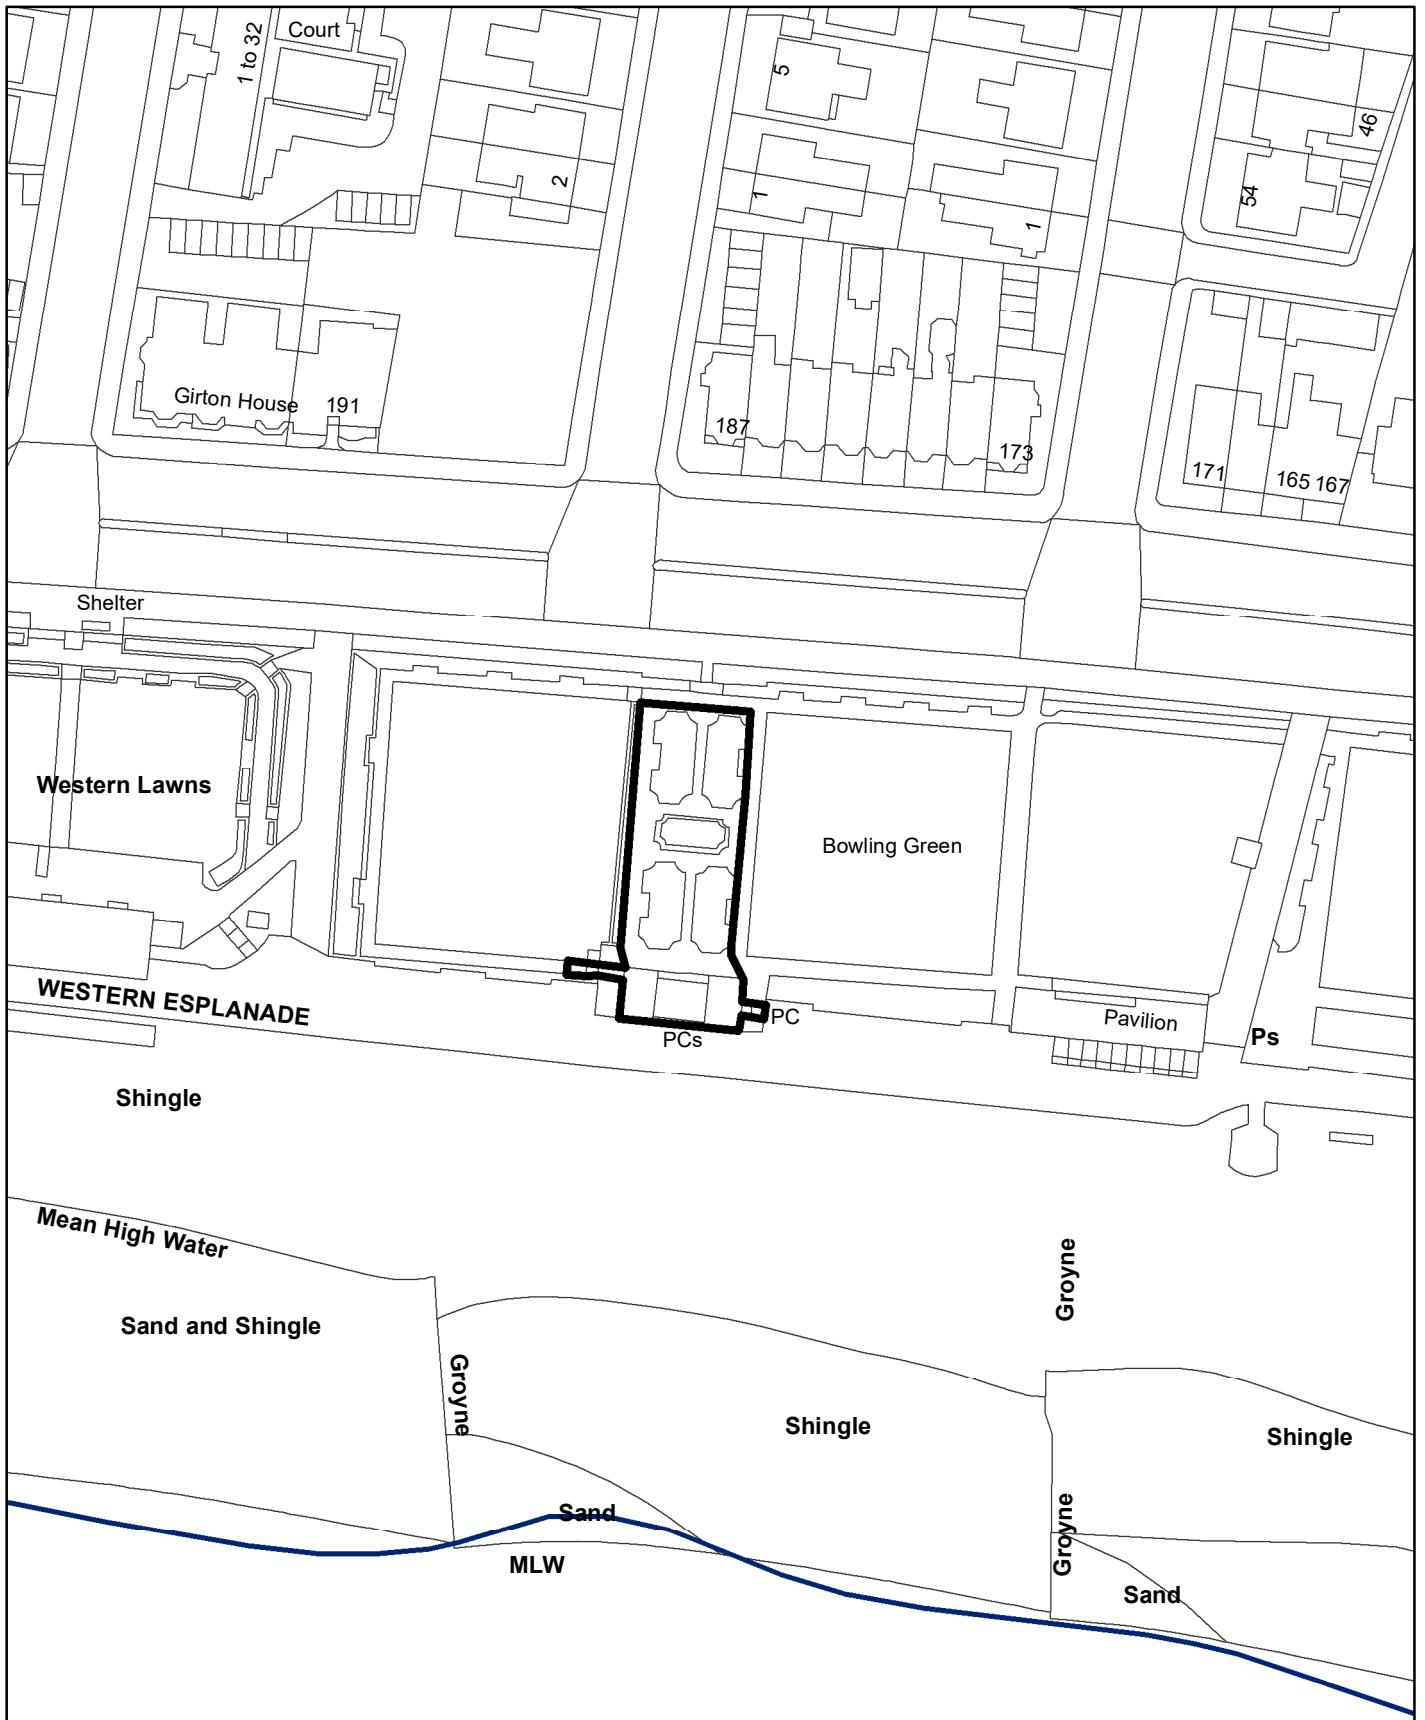 1 to 32
Court
5
46
2
1
54
1
Girton House
191
187
173
171
165
167
Shelter
Western Lawns
Bowling Green
WESTERN ESPLANADE
PC
Pavilion
PCs
Ps
Shingle
Mean High Water
Groyne
Sand and Shingle
Groyne
Shingle
Shingle
Sand
Groyne
MLW
Sand